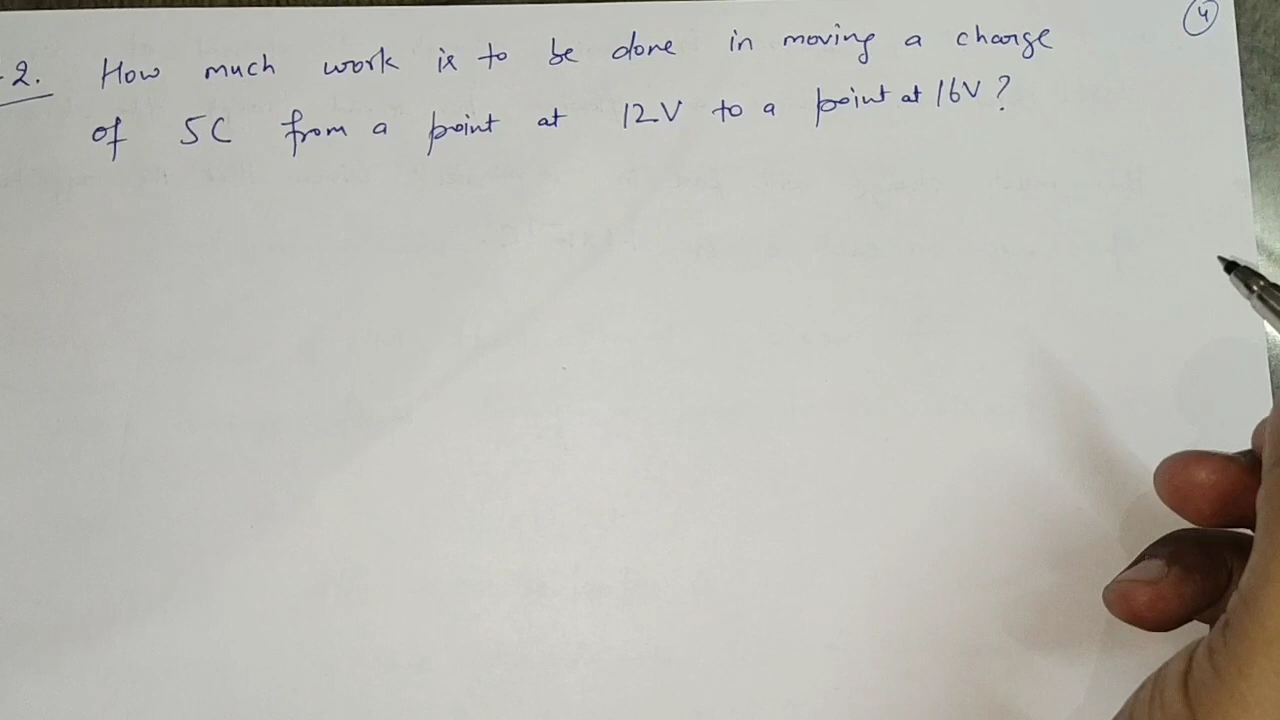 ④
-2. How much work is to be done in moving a charge
of 5C from a point at 12V to a point at 16V?